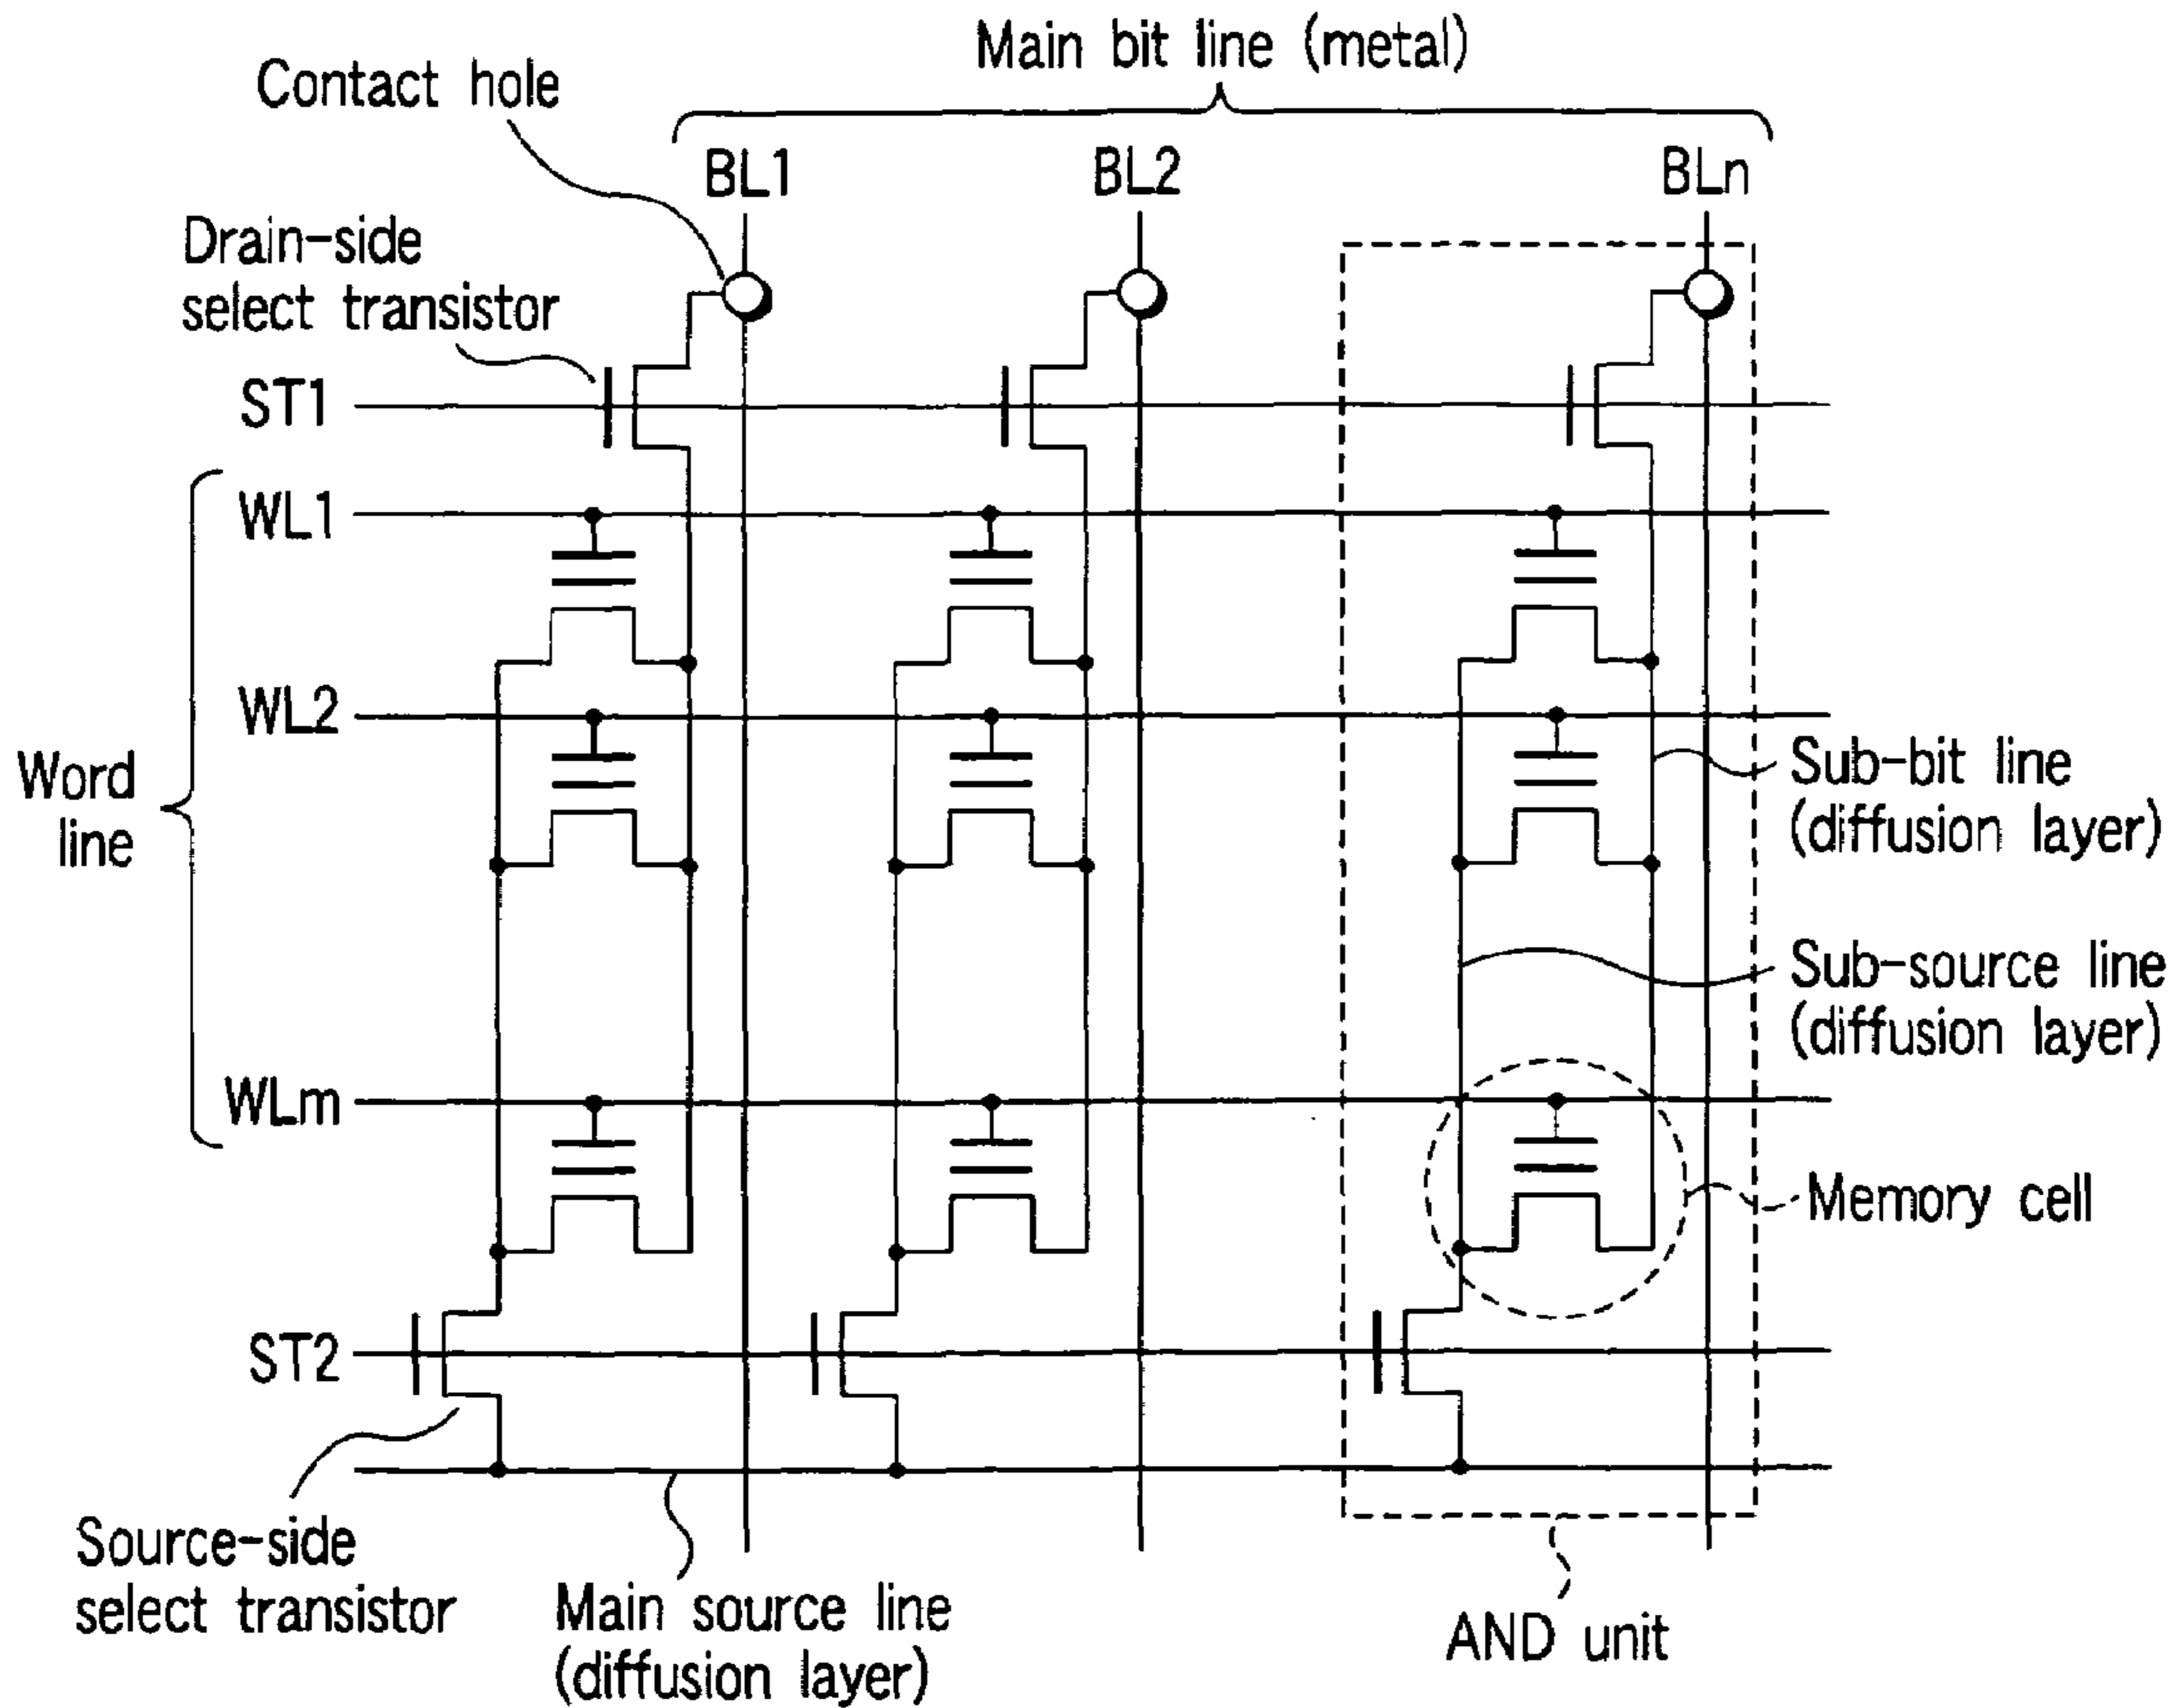 Main bit line (metal)
Contact hole
BL1
BL2
BLn
Drain-side
select transistor
ST1
WL1
WL2
Word
line
Sub-bit line
(diffusion layer)
Sub-source line
(diffusion layer)
WLm
Memory cell
ST2
Source-side
select transistor
Main source line
(diffusion layer)
AND unit